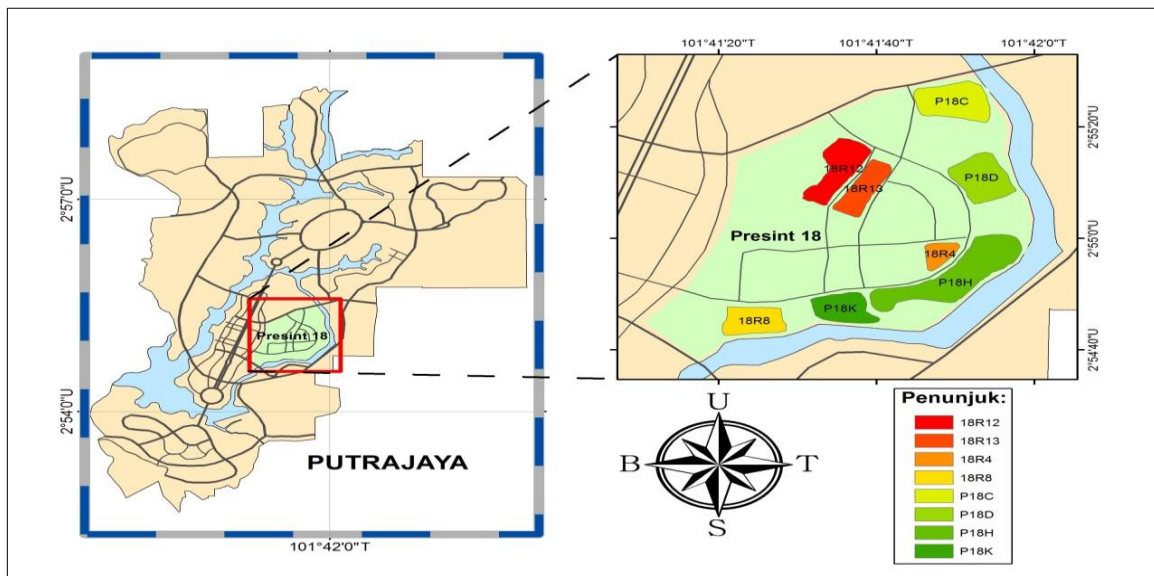 101°41'20"T
101°41'40"T
101°42'0"T
2°57'0"U
2°54'0"U
Presint 18
PUTRAJAYA
101°42'0"T
P18C
18R12
18R13
P18D
Presint 18
18R4
P18H
P18K
18R8
2°55'20"U
2°55'0"U
2°54'40"U
U
B
T
S
Penunjuk:
18R12
18R13
18R4
18R8
P18C
P18D
P18H
P18K